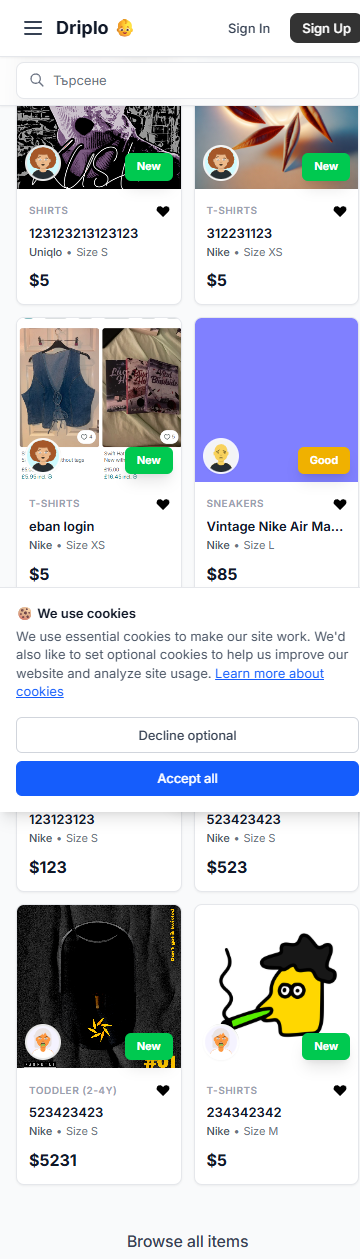 Driplo
Sign In
Sign Up
Търсене
New
New
SHIRTS
T-SHIRTS
123123213123123
312231123
Uniqlo • Size S
Nike • Size XS
$5
$5
New
Good
T-SHIRTS
SNEAKERS
eban login
Vintage Nike Air Ma...
Nike • Size XS
Nike • Size L
$5
$85
We use cookies
We use essential cookies to make our site work. We'd
also like to set optional cookies to help us improve our
website and analyze site usage. Learn more about
cookies
Decline optional
Accept all
123123123
523423423
Nike • Size S
Nike • Size S
$123
$523
Don't get it twisted
#01
New
New
TODDLER (2-4Y)
T-SHIRTS
523423423
234342342
Nike • Size S
Nike • Size M
$5231
$5
Browse all items